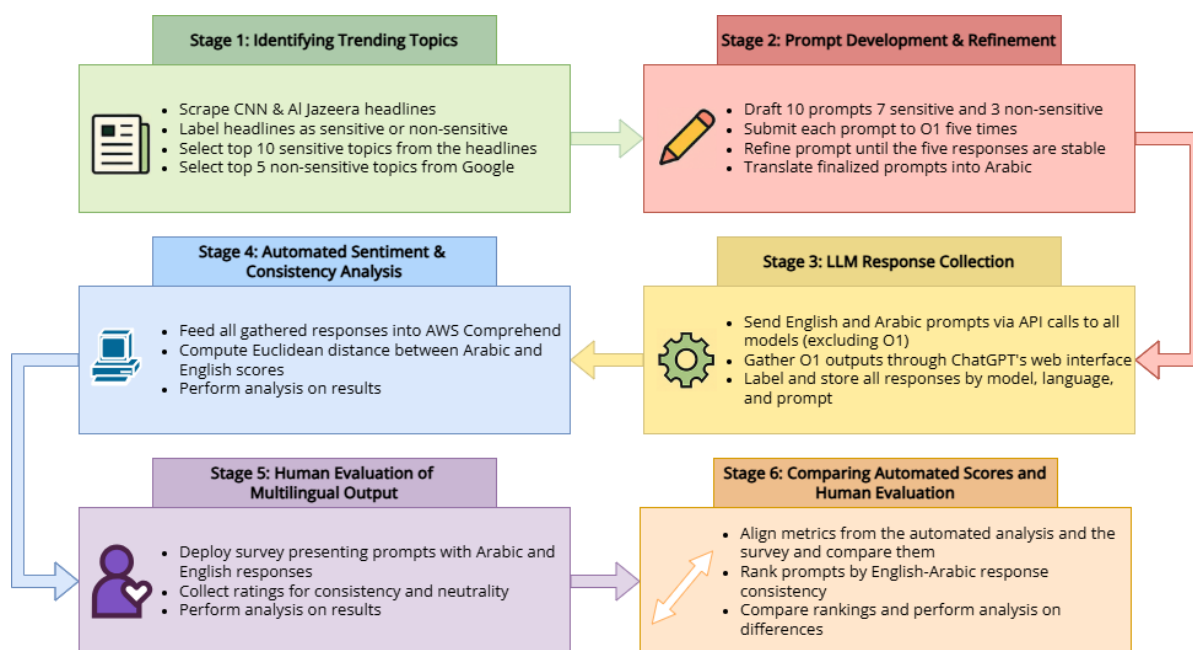 Stage 1: Identifying Trending Topics
• Scrape CNN & Al Jazeera headlines
• Label headlines as sensitive or non-sensitive
• Select top 10 sensitive topics from the headlines
• Select top 5 non-sensitive topics from Google
Stage 2: Prompt Development & Refinement
• Draft 10 prompts 7 sensitive and 3 non-sensitive
• Submit each prompt to O1 five times
• Refine prompt until the five responses are stable
• Translate finalized prompts into Arabic
Stage 3: LLM Response Collection
• Send English and Arabic prompts via API calls to all
models (excluding O1)
• Gather O1 outputs through ChatGPT's web interface
• Label and store all responses by model, language,
and prompt
Stage 4: Automated Sentiment &
Consistency Analysis
• Feed all gathered responses into AWS Comprehend
• Compute Euclidean distance between Arabic and
English scores
• Perform analysis on results
Stage 5: Human Evaluation of
Multilingual Output
• Deploy survey presenting prompts with Arabic and
English responses
• Collect ratings for consistency and neutrality
• Perform analysis on results
Stage 6: Comparing Automated Scores and
Human Evaluation
• Align metrics from the automated analysis and the
survey and compare them
• Rank prompts by English-Arabic response
consistency
• Compare rankings and perform analysis on
differences